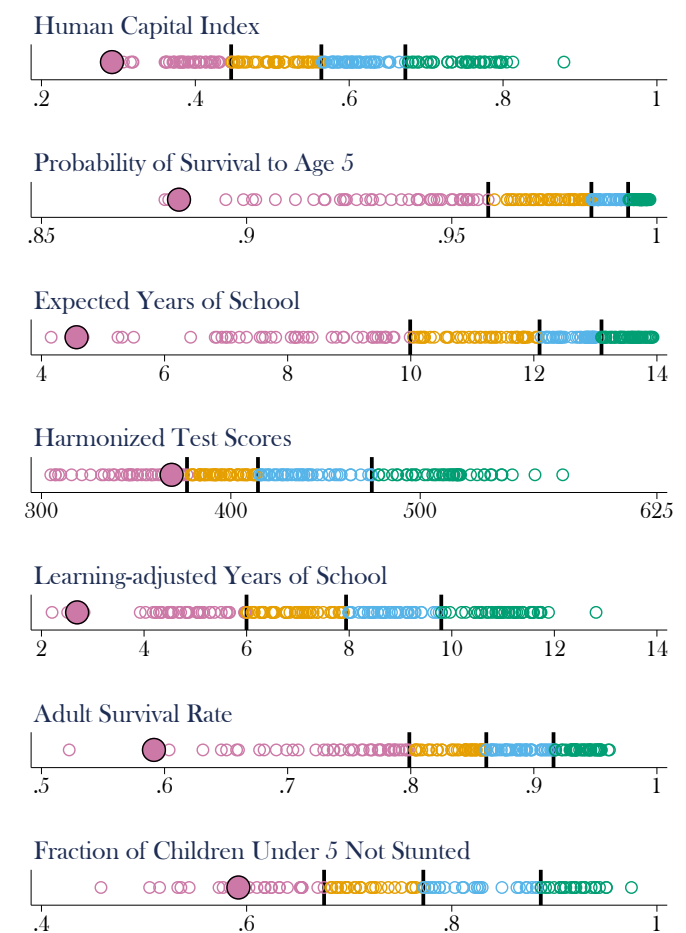 Human Capital Index
.2 .4 .6 .8 1
Probability of Survival to Age 5
.85 .9 .95 1
Expected Years of School
4 6 8 10 12 14
Harmonized Test Scores
300 400 500 625
Learning-adjusted Years of School
2 4 6 8 10 12 14
Adult Survival Rate
.5 .6 .7 .8 .9 1
Fraction of Children Under 5 Not Stunted
.4 .6 .8 1